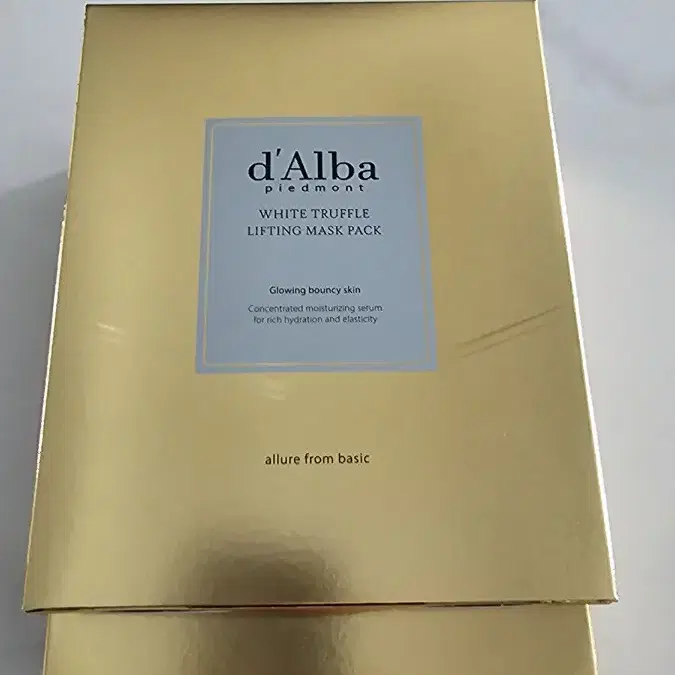 d'Alba
piedmont
WHITE TRUFFLE
LIFTING MASK PACK
Glowing bouncy skin
Concentrated moisturizing serum
for rich hydration and elasticity
allure from basic